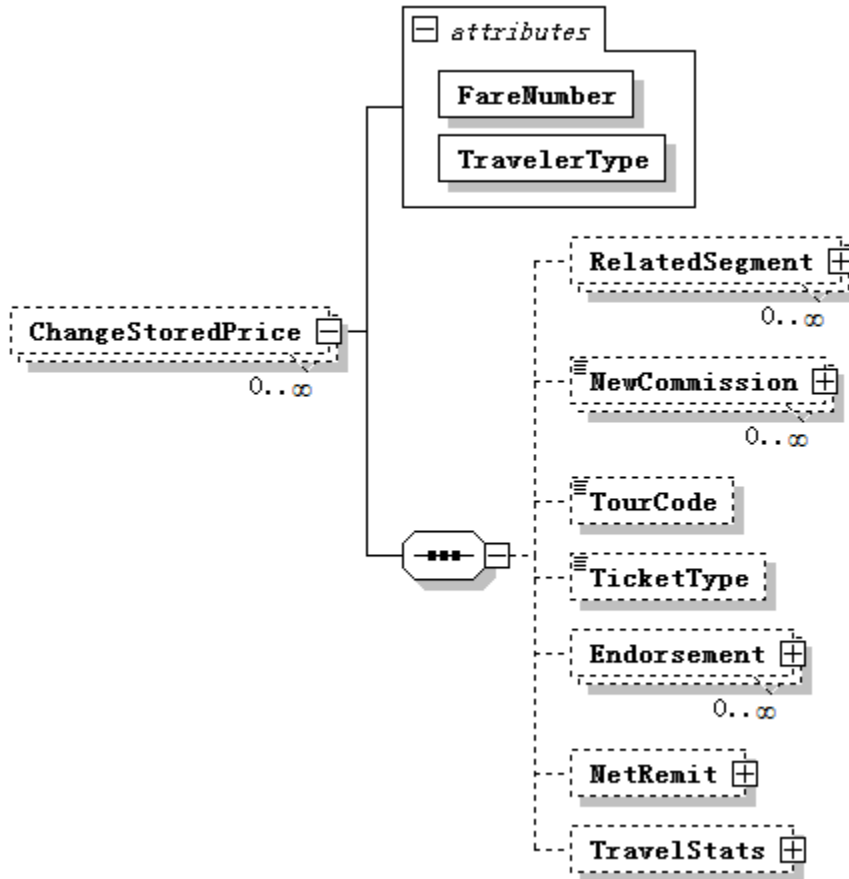 attributes
FareNumber
TravelerType
RelatedSegment
0..∞
ChangeStoredPrice
0..∞
NewCommission
0..∞
TourCode
TicketType
Endorsement
0..∞
NetRemit
TravelStats